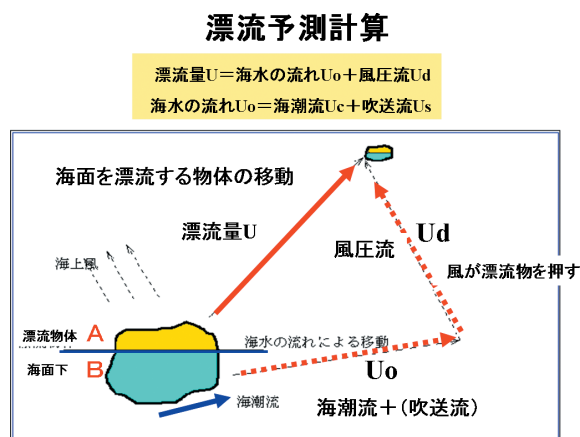 漂流予測計算
漂流量U＝海水の流れUo＋風圧流Ud
海水の流れUo＝海潮流Uc＋吹送流Us
海面を漂流する物体の移動
漂流量U
Ud
風圧流
海上風
風が漂流物を押す
漂流物体 A
海水の流れによる移動
海面下 B
Uo
海潮流
海潮流＋(吹送流)